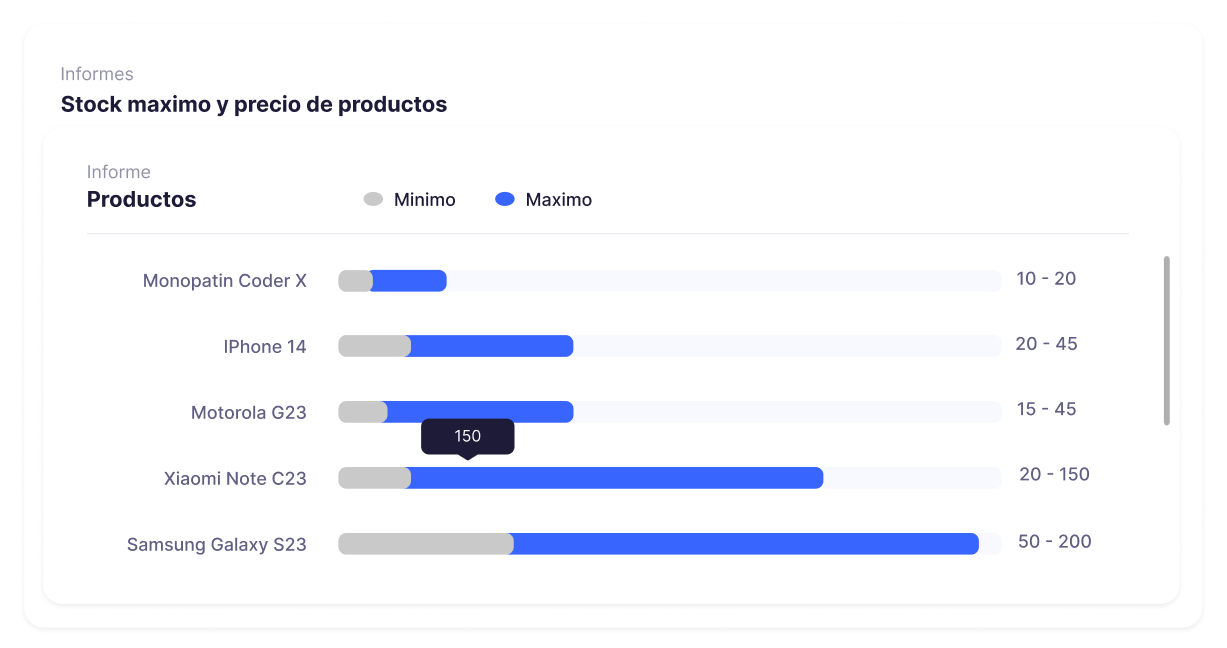 Informes
Stock maximo y precio de productos
Informe
Productos
Minimo Maximo
Monopatin Coder X 10 - 20
IPhone 14 20 - 45
Motorola G23 15 - 45
150
Xiaomi Note C23 20 - 150
Samsung Galaxy S23 50 - 200